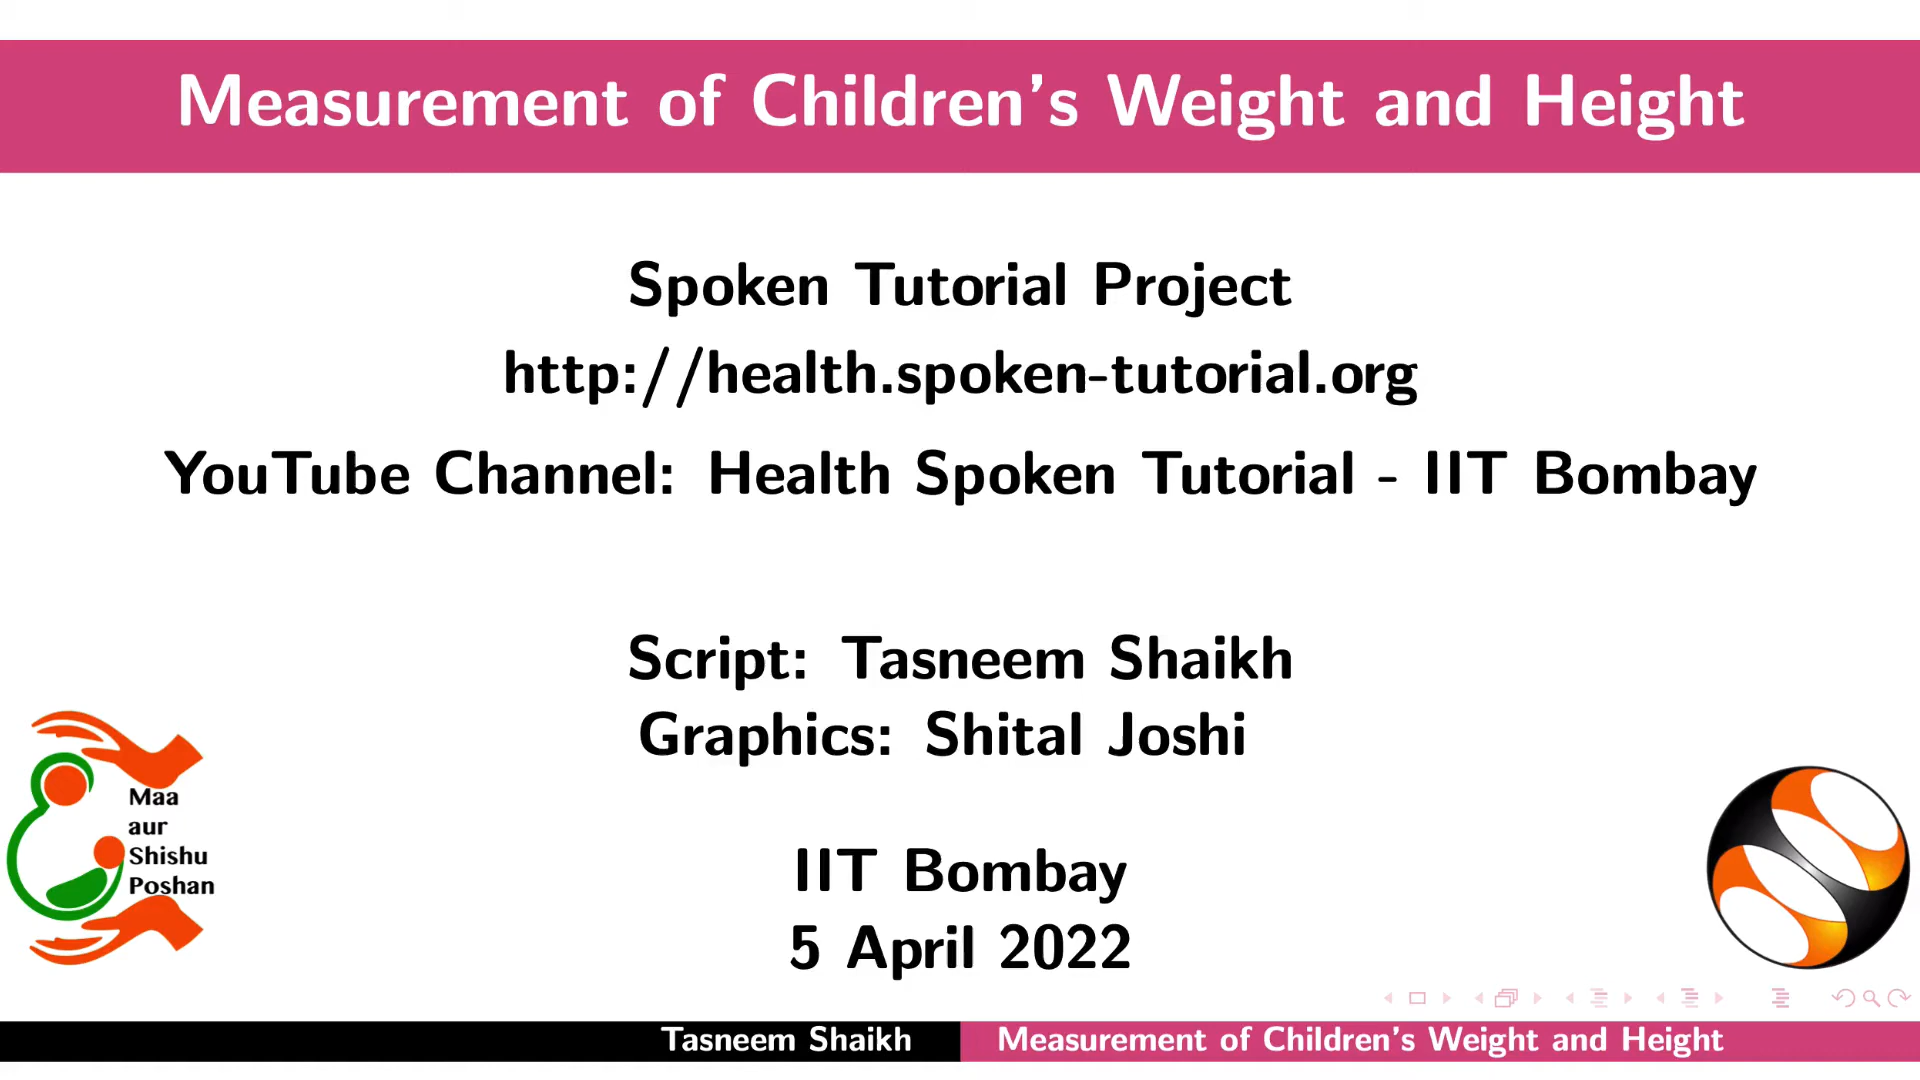 Measurement of Children's Weight and Height
Spoken Tutorial Project
http://health.spoken-tutorial.org
YouTube Channel: Health Spoken Tutorial - IIT Bombay
Script: Tasneem Shaikh
Graphics: Shital Joshi
Maa
aur
Shishu
Poshan
IIT Bombay
5 April 2022
Tasneem Shaikh
Measurement of Children's Weight and Height